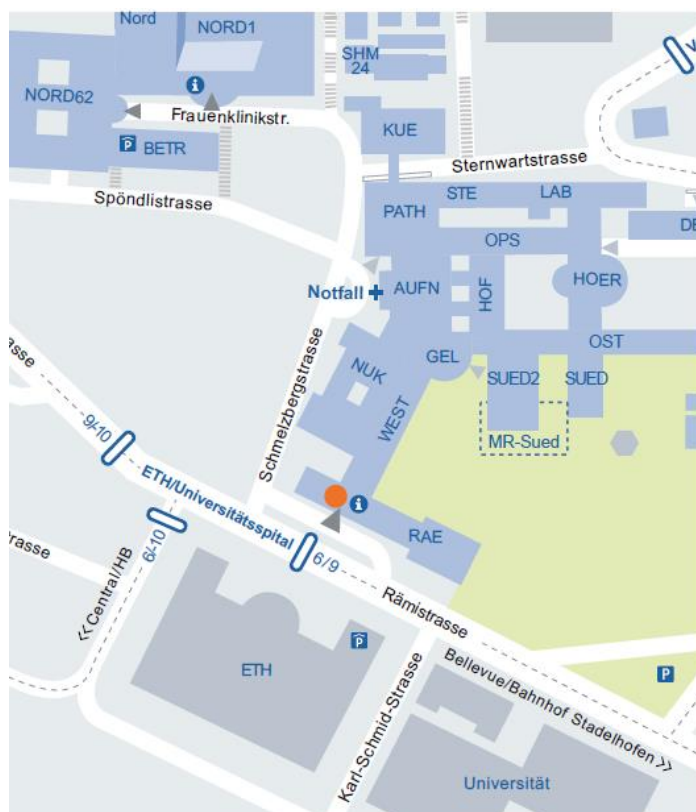 Nord
NORD1
SHM
24
NORD62
i
Frauenklinikstr.
KUE
P
BETR
Sternwartstrasse
STE
LAB
Spöndlistrasse
PATH
OPS
Notfall
AUFN
HOF
HOER
OST
GEL
NUK
SUED2
SUED
WEST
MR-Sued
Schmelzbergstrasse
9/-10
ETH/Universitätsspital
i
RAE
6/9
6/-10
<<Central/HB
Rämistrasse
P
ETH
Karl-Schmid-Strasse
Bellevue/Bahnhof Stadelhofen >>
P
Universität